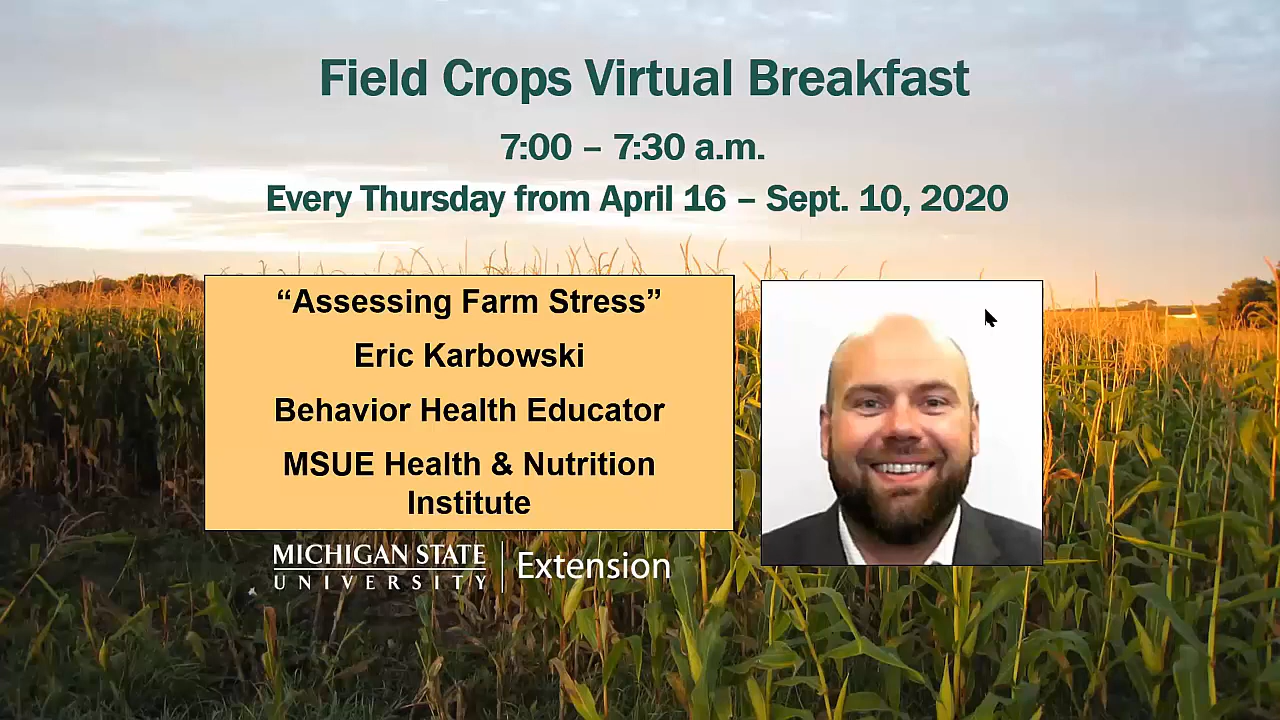 Field Crops Virtual Breakfast
7:00 – 7:30 a.m.
Every Thursday from April 16 – Sept. 10, 2020
“Assessing Farm Stress”
Eric Karbowski
Behavior Health Educator
MSUE Health & Nutrition
Institute
MICHIGAN STATE
UNIVERSITY
Extension